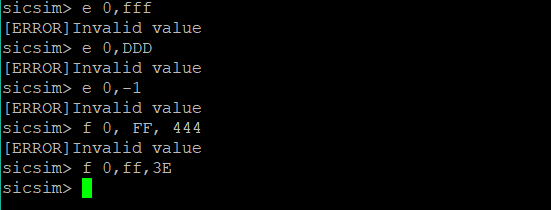 sicsim> e 0,fff
[ERROR]Invalid value
sicsim> e 0,DDD
[ERROR]Invalid value
sicsim> e 0,-1
[ERROR]Invalid value
sicsim> f 0, FF, 444
[ERROR]Invalid value
sicsim> f 0,ff,3E
sicsim>